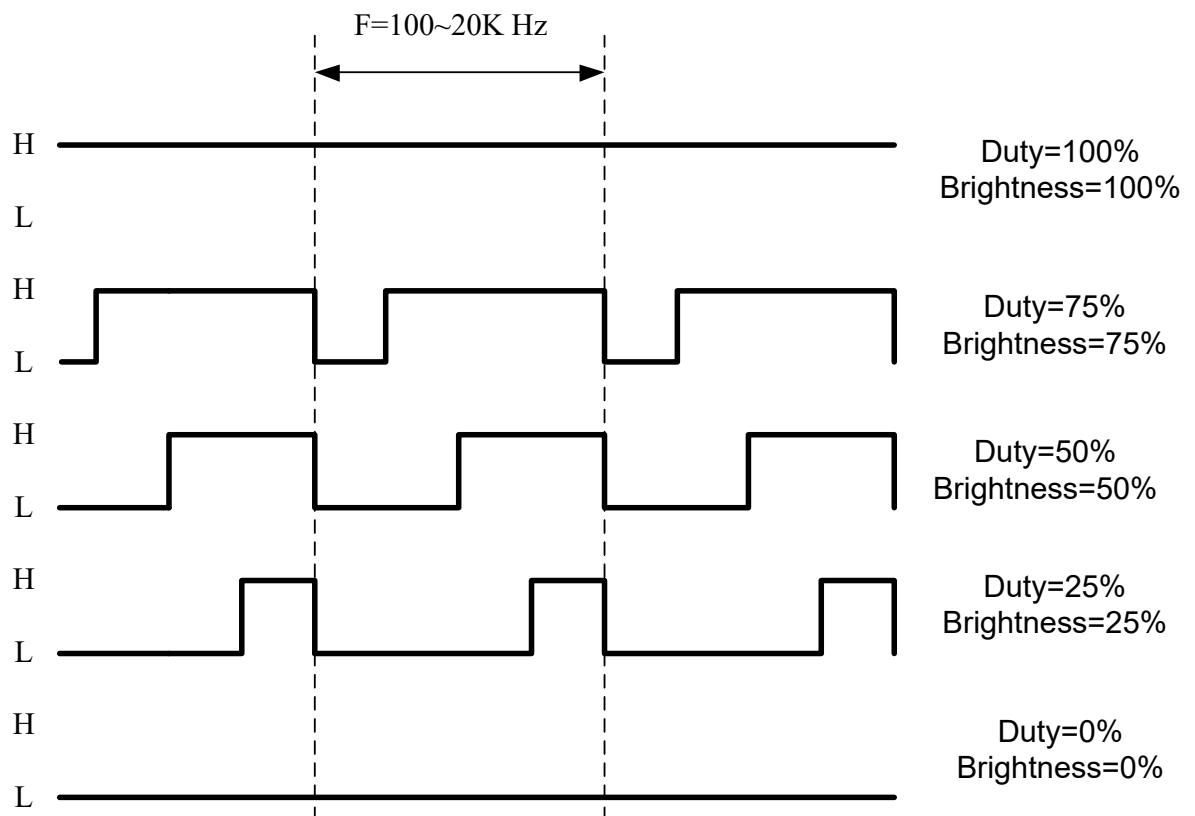 F=100~20K Hz
H
L
Duty=100%
Brightness=100%
H
L
Duty=75%
Brightness=75%
H
L
Duty=50%
Brightness=50%
H
L
Duty=25%
Brightness=25%
H
L
Duty=0%
Brightness=0%